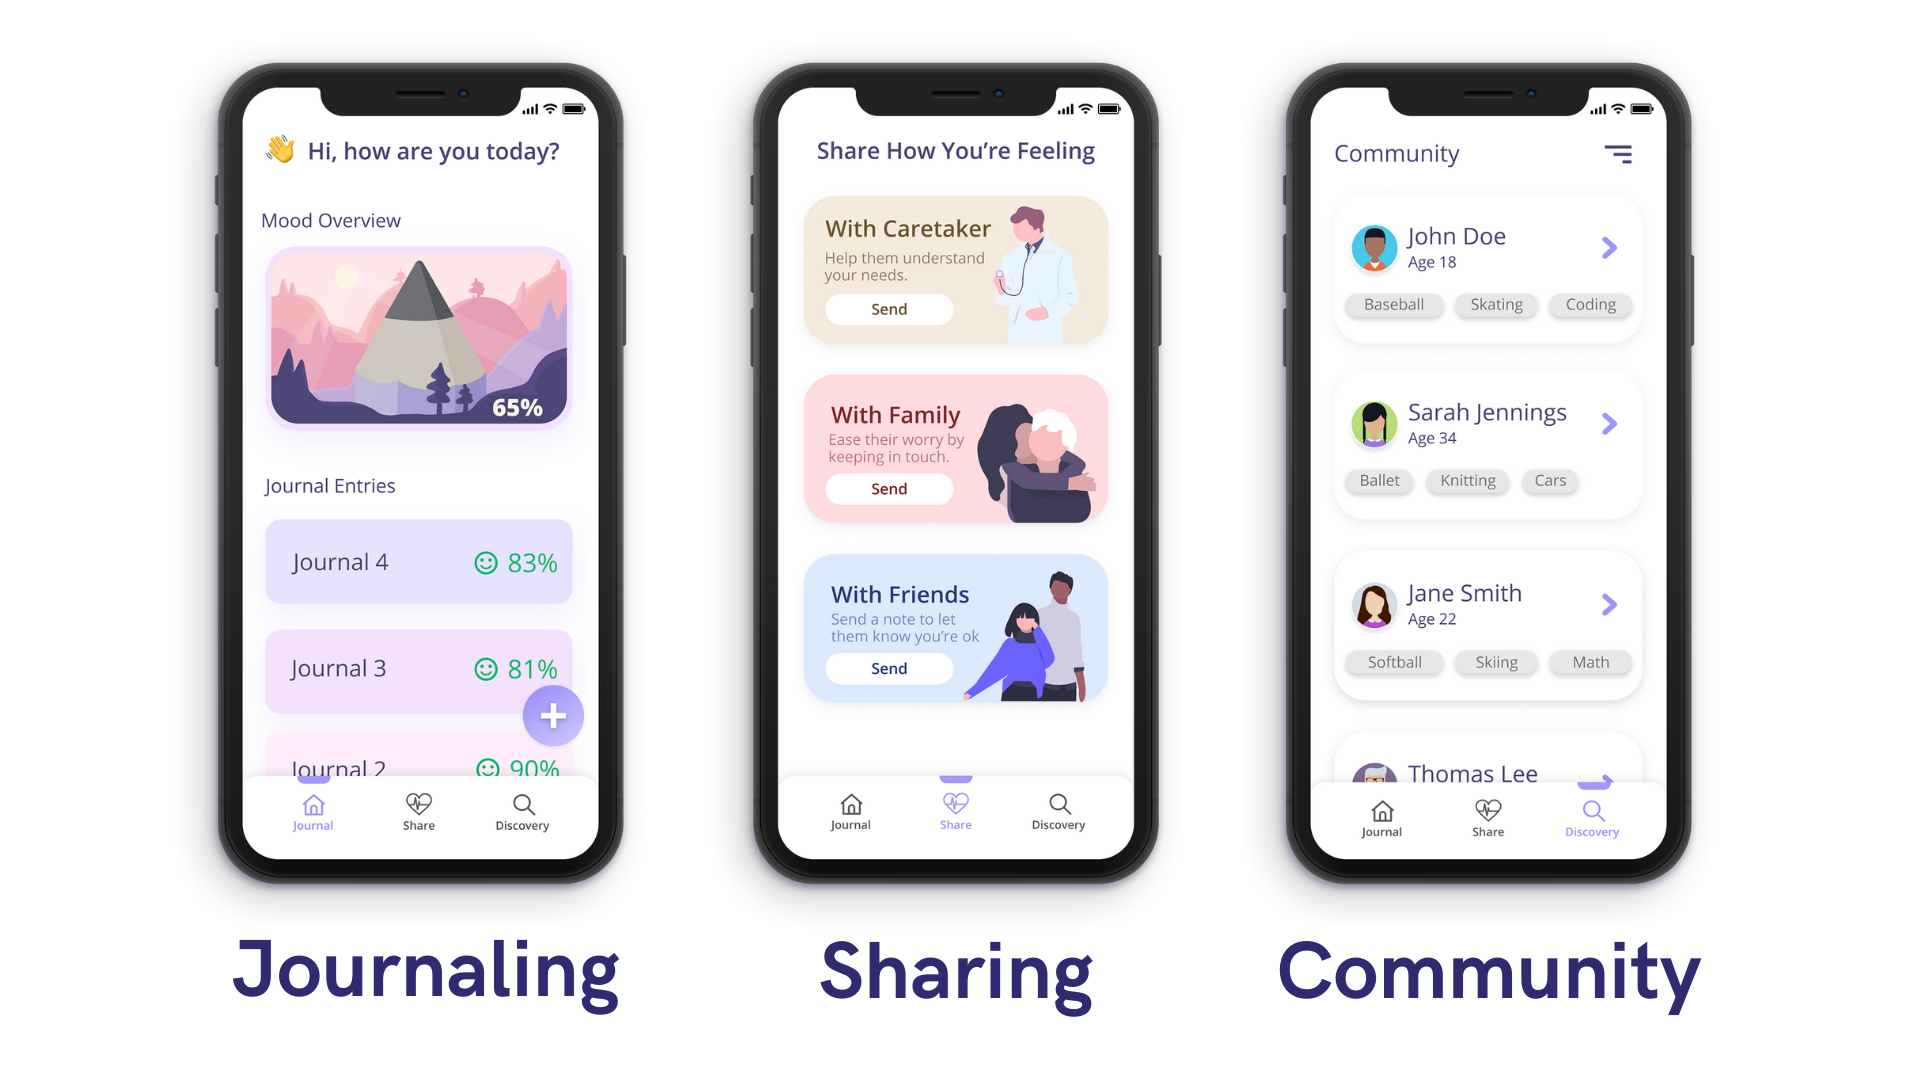 Hi, how are you today?
Mood Overview
65%
Journal Entries
Journal 4
83%
Journal 3
81%
Journal 2
90%
Journal
Share
Discovery
Share How You're Feeling
With Caretaker
Help them understand
your needs.
Send
With Family
Ease their worry by
keeping in touch.
Send
With Friends
Send a note to let
them know you're ok
Send
Journal
Share
Discovery
Community
John Doe
Age 18
Baseball
Skating
Coding
Sarah Jennings
Age 34
Ballet
Knitting
Cars
Jane Smith
Age 22
Softball
Skiing
Math
Thomas Lee
Journal
Share
Discovery
Journaling
Sharing
Community